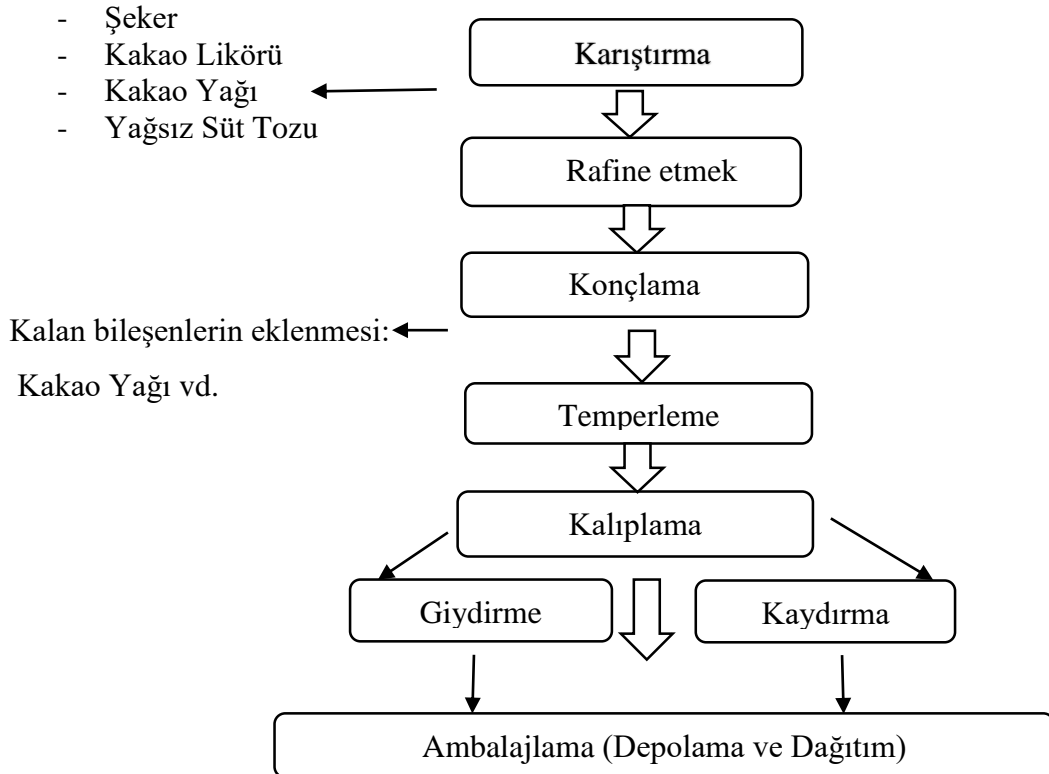 - Şeker
- Kakao Likörü
- Kakao Yağı
- Yağsız Süt Tozu
Karıştırma
Rafine etmek
Konçlama
Kalan bileşenlerin eklenmesi:
Kakao Yağı vd.
Temperleme
Kalıplama
Giydirme
Kaydırma
Ambalajlama (Depolama ve Dağıtım)